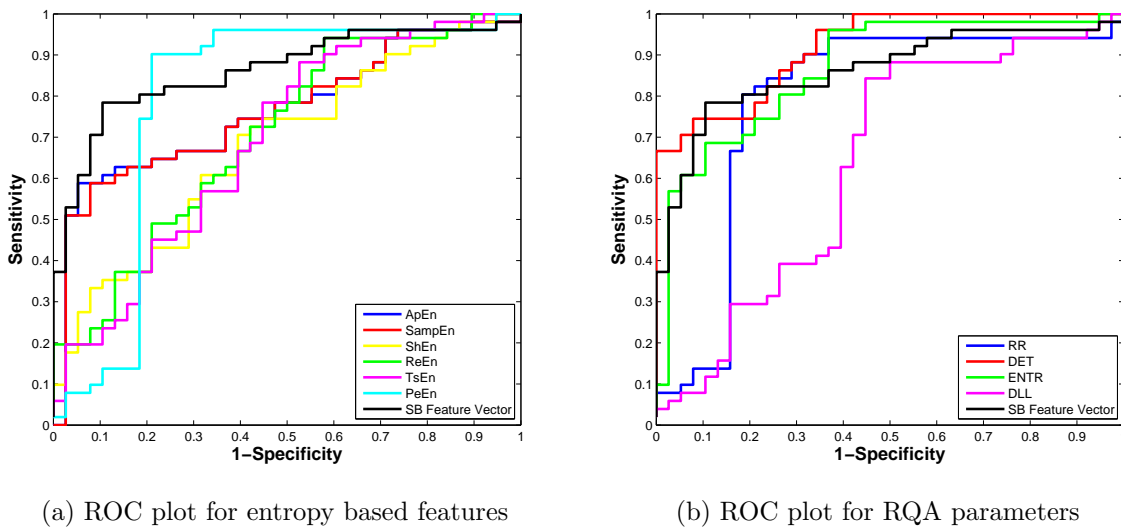 1
0.9
0.8
0.7
0.6
0.5
0.4
0.3
0.2
0.1
0
Sensitivity
ApEn
SampEn
ShEn
ReEn
TsEn
PeEn
SB Feature Vector
0 0.1 0.2 0.3 0.4 0.5 0.6 0.7 0.8 0.9 1
1−Specificity
(a) ROC plot for entropy based features
1
0.9
0.8
0.7
0.6
0.5
0.4
0.3
0.2
0.1
0
Sensitivity
RR
DET
ENTR
DLL
SB Feature Vector
0 0.1 0.2 0.3 0.4 0.5 0.6 0.7 0.8 0.9
1−Specificity
(b) ROC plot for RQA parameters